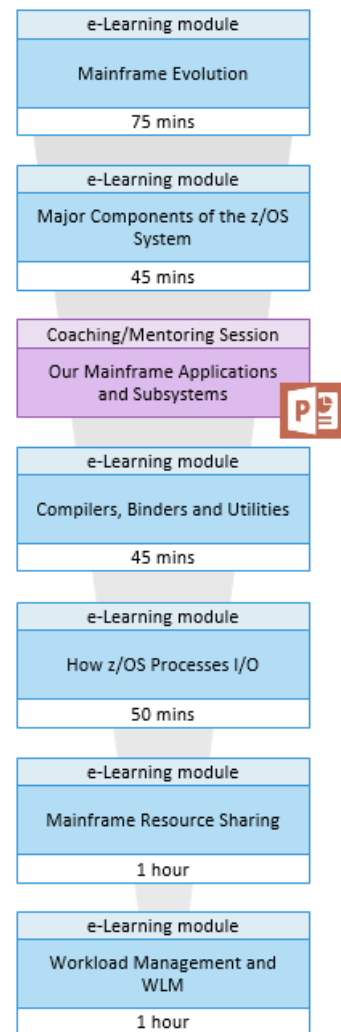 e-Learning module
Mainframe Evolution
75 mins
e-Learning module
Major Components of the z/OS
System
45 mins
Coaching/Mentoring Session
Our Mainframe Applications
and Subsystems
P
e-Learning module
Compilers, Binders and Utilities
45 mins
e-Learning module
How z/OS Processes I/O
50 mins
e-Learning module
Mainframe Resource Sharing
1 hour
e-Learning module
Workload Management and
WLM
1 hour